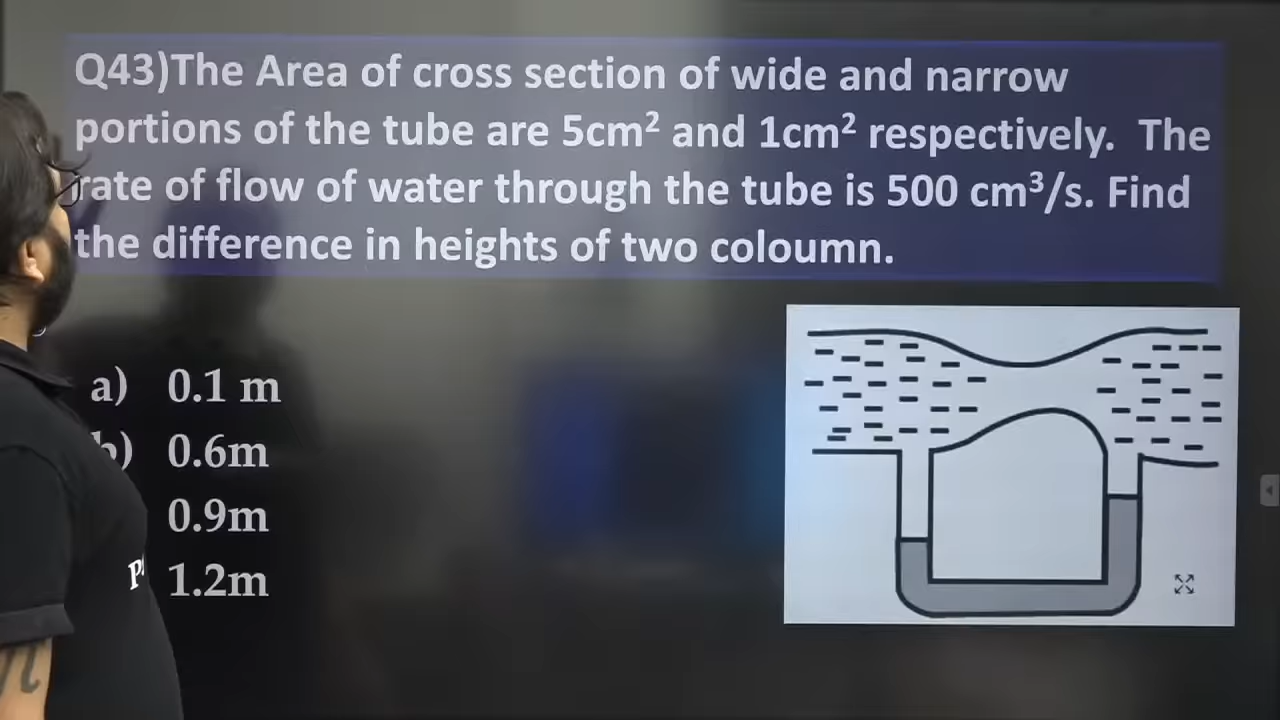 Q43)The Area of cross section of wide and narrow
portions of the tube are 5cm² and 1cm² respectively. The
rate of flow of water through the tube is 500 cm³/s. Find
the difference in heights of two coloumn.
a) 0.1 m
b) 0.6m
0.9m
1.2m